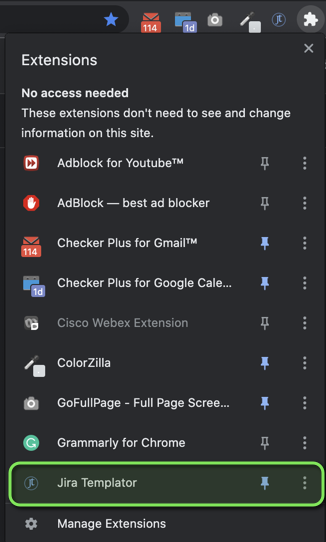 114
1d
jt
Extensions
No access needed
These extensions don't need to see and change
information on this site.
Adblock for Youtube™
AdBlock — best ad blocker
Checker Plus for Gmail™
114
Checker Plus for Google Cale...
1d
Cisco Webex Extension
ColorZilla
GoFullPage - Full Page Scree...
Grammarly for Chrome
jt Jira Templator
Manage Extensions